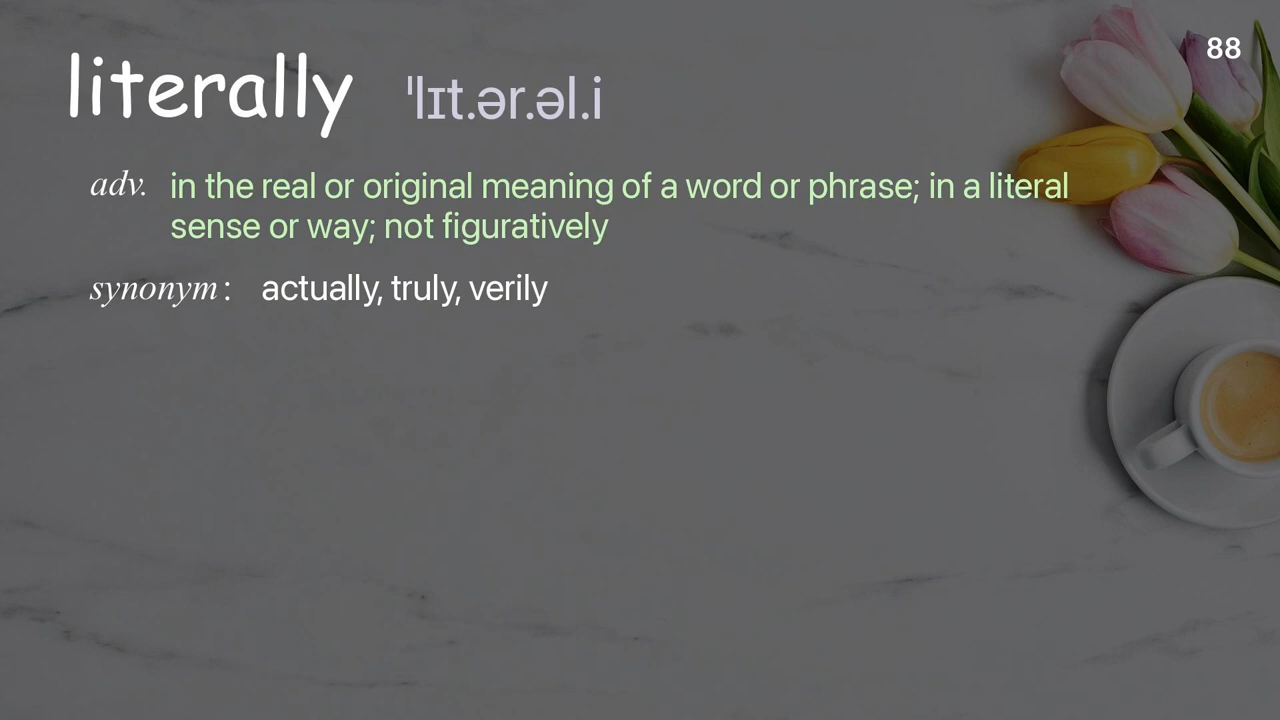 88
literally ˈlɪt.ər.əl.i
adv. in the real or original meaning of a word or phrase; in a literal
sense or way; not figuratively
synonym: actually, truly, verily